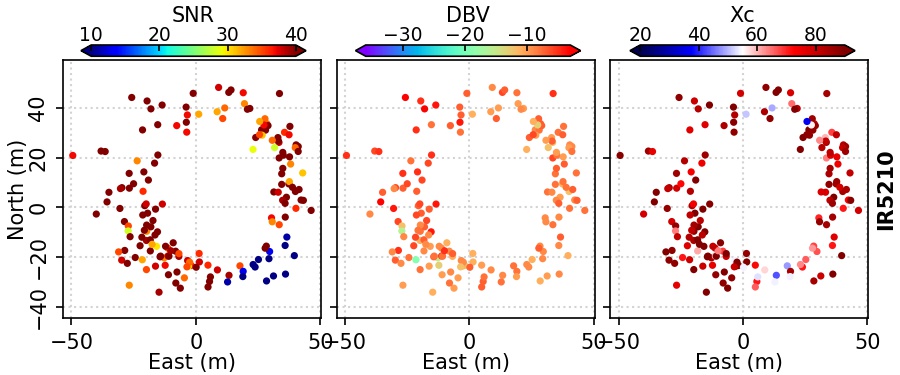 SNR DBV Xc
10 20 30 40 −30 −20 −10 20 40 60 80
North (m)
40
20
0
−20
−40
IR5210
−50 0 50 −50 0 50 −50 0 50
East (m) East (m) East (m)